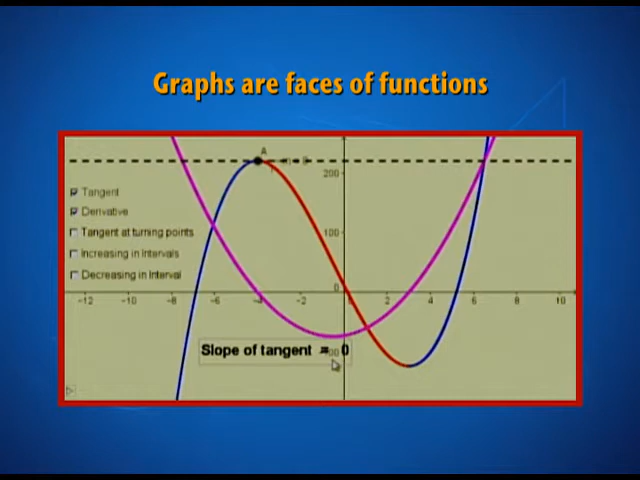 Graphs are faces of functions
A
200
Tangent
Derivative
Tangent at turning points
100
Increasing in Intervals
Decreasing in Interval
0
-12 -10 -8 -6 -4 -2 4 6 8 10
Slope of tangent = 0